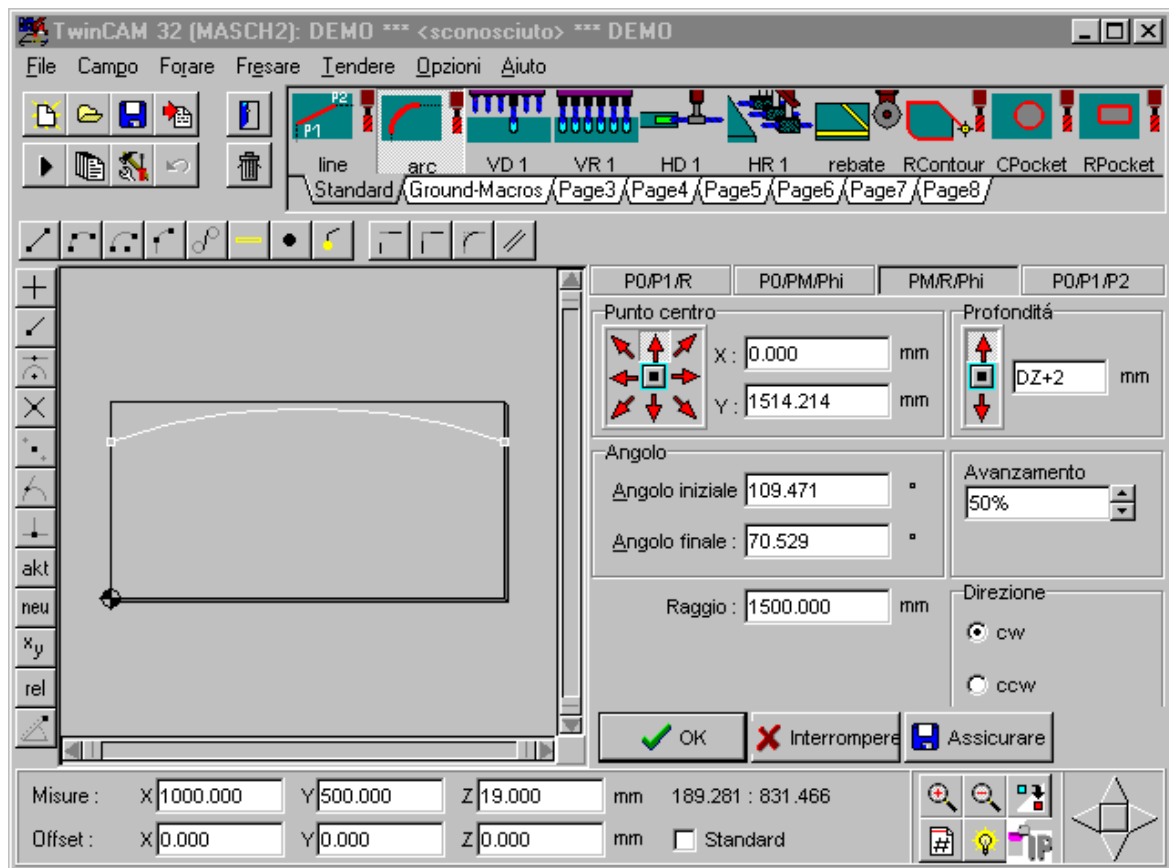 TwinCAM 32 (MASCH2): DEMO *** <sconosciuto> *** DEMO
File Campo Forare Fresare Tendere Opzioni Aiuto
P2
P1
line arc VD 1 VR 1 HD 1 HR 1 rebate RContour CPocket RPocket
Standard Ground-Macros Page3 Page4 Page5 Page6 Page7 Page8
P0/P1/R P0/PM/Phi PM/R/Phi P0/P1/P2
Punto centro Profonditá
X : 0.000 mm
DZ+2 mm
Y : 1514.214 mm
Angolo
Angolo iniziale 109.471 °
Avanzamento
50%
Angolo finale : 70.529 °
Raggio : 1500.000 mm
Direzione
cw
ccw
akt
neu
xy
rel
OK Interrompere Assicurare
Misure : X 1000.000 Y 500.000 Z 19.000 mm 189.281 : 831.466
Offset : X 0.000 Y 0.000 Z 0.000 mm Standard
#
IP